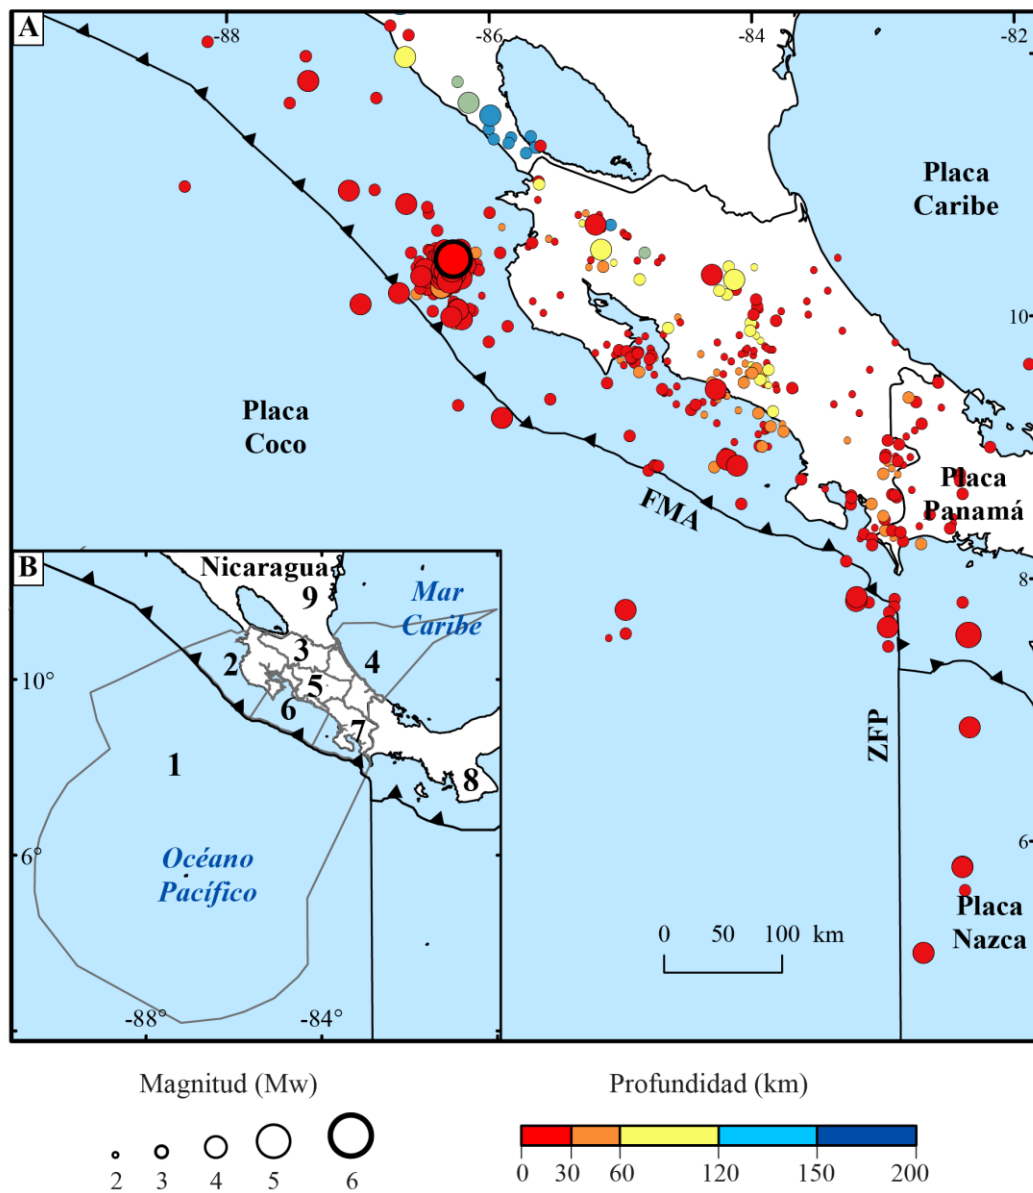 A
-88
-86
-84
-82
Placa
Caribe
10
Placa
Coco
Placa
Panamá
FMA
8
B
Nicaragua
9
Mar
Caribe
3
2
4
10°
5
6
7
1
8
ZFP
6°
6
Océano
Pacífico
Placa
Nazca
0 50 100 km
-88°
-84°
Magnitud (Mw)
2 3 4 5 6
Profundidad (km)
0 30 60 120 150 200